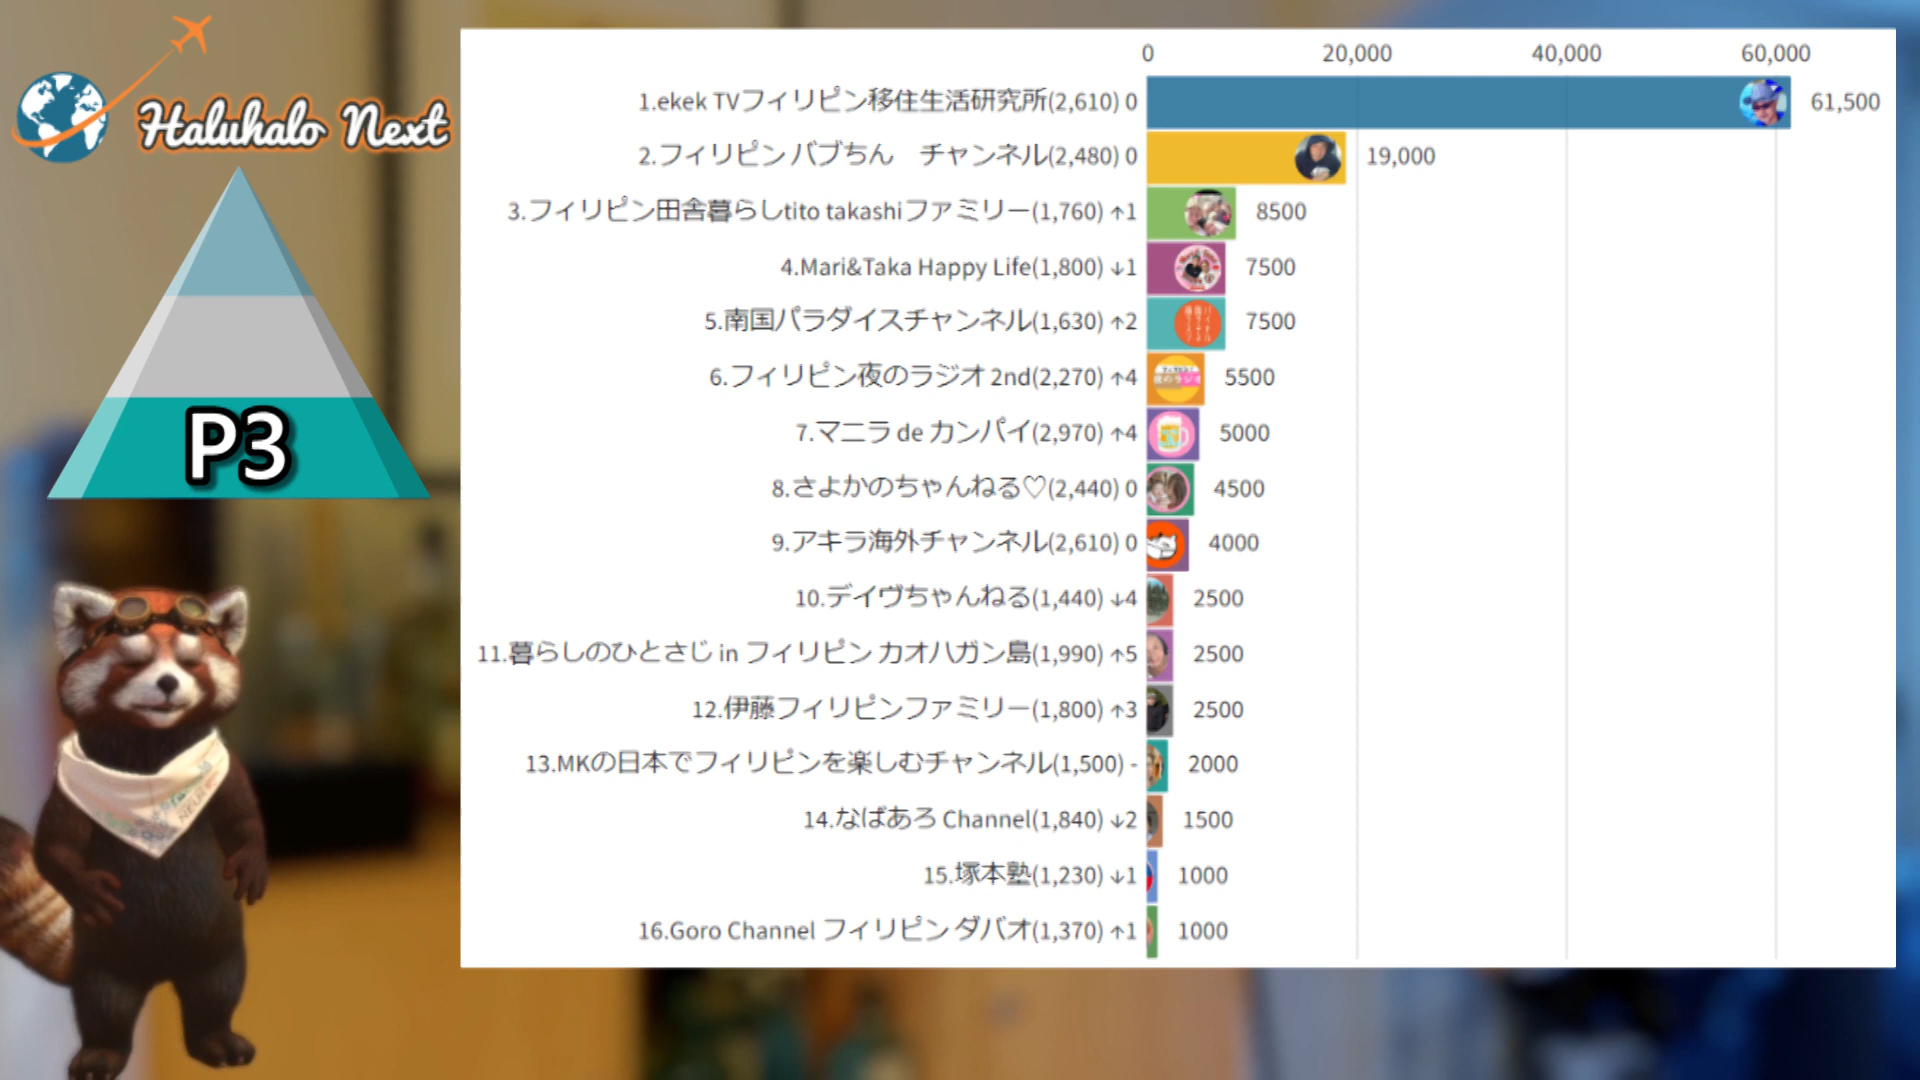 Haluhalo Next
P3
0 20,000 40,000 60,000
1.ekek TVフィリピン移住生活研究所(2,610) 0 61,500
2.フィリピン バブちん　チャンネル(2,480) 0 19,000
3.フィリピン田舎暮らしtito takashiファミリー(1,760) ↑1 8500
4.Mari&Taka Happy Life(1,800) ↓1 7500
5.南国パラダイスチャンネル(1,630) ↑2 7500
6.フィリピン夜のラジオ 2nd(2,270) ↑4 5500
7.マニラ de カンパイ(2,970) ↑4 5000
8.さよかのちゃんねる♡(2,440) 0 4500
9.アキラ海外チャンネル(2,610) 0 4000
10.デイヴちゃんねる(1,440) ↓4 2500
11.暮らしのひとさじ in フィリピン カオハガン島(1,990) ↑5 2500
12.伊藤フィリピンファミリー(1,800) ↑3 2500
13.MKの日本でフィリピンを楽しむチャンネル(1,500) - 2000
14.なばあろ Channel(1,840) ↓2 1500
15.塚本塾(1,230) ↓1 1000
16.Goro Channel フィリピン ダバオ(1,370) ↑1 1000